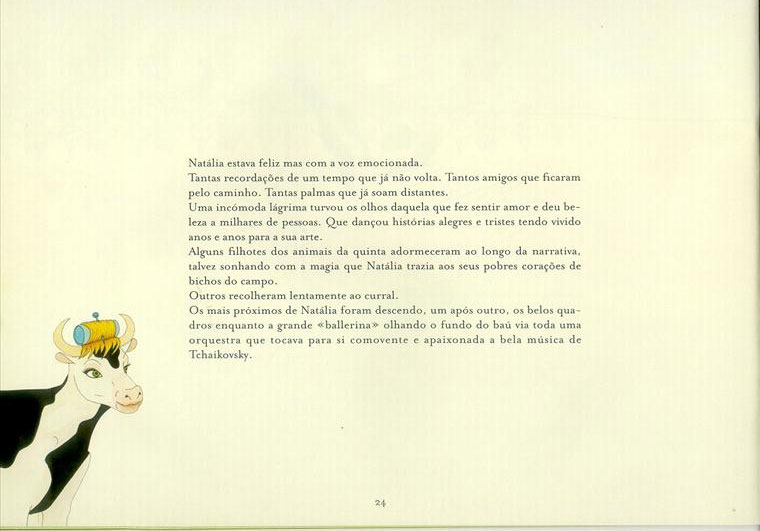 Natália estava feliz mas com a voz emocionada.
Tantas recordações de um tempo que já não volta. Tantos amigos que ficaram
pelo caminho. Tantas palmas que já soam distantes.
Uma incómoda lágrima turvou os olhos daquela que fez sentir amor e deu be-
leza a milhares de pessoas. Que dançou histórias alegres e tristes tendo vivido
anos e anos para a sua arte.
Alguns filhotes dos animais da quinta adormeceram ao longo da narrativa,
talvez sonhando com a magia que Natália trazia aos seus pobres corações de
bichos do campo.
Outros recolheram lentamente ao curral.
Os mais próximos de Natália foram descendo, um após outro, os belos qua-
dros enquanto a grande «ballerina» olhando o fundo do baú via toda uma
orquestra que tocava para si comovente e apaixonada a bela música de
Tchaíkovsky.
24